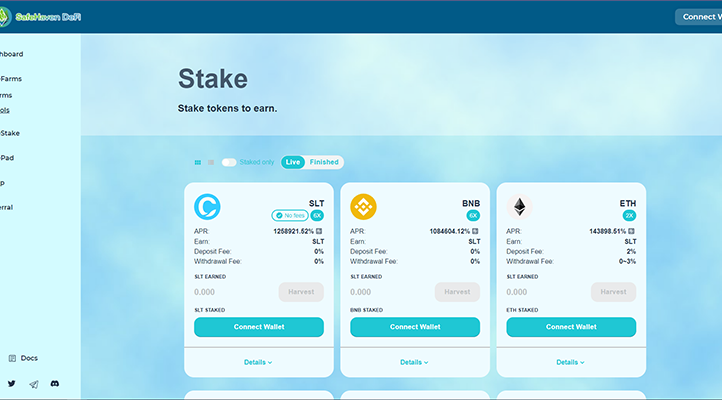 SafeHaven DeFi
Connect Wall
hboard
Farms
rms
ols
Stake
Pad
p
erral
Docs
Stake
Stake tokens to earn.
Staked only
Live
Finished
SLT
No fees
6X
APR:
1258921.52%
Earn:
SLT
Deposit Fee:
0%
Withdrawal Fee:
0%
SLT EARNED
0.000
Harvest
SLT STAKED
Connect Wallet
Details
BNB
6X
APR:
1084604.12%
Earn:
SLT
Deposit Fee:
0%
Withdrawal Fee:
0%
SLT EARNED
0.000
Harvest
BNB STAKED
Connect Wallet
Details
ETH
2X
APR:
143898.51%
Earn:
SLT
Deposit Fee:
2%
Withdrawal Fee:
0~3%
SLT EARNED
0.000
Harvest
ETH STAKED
Connect Wallet
Details